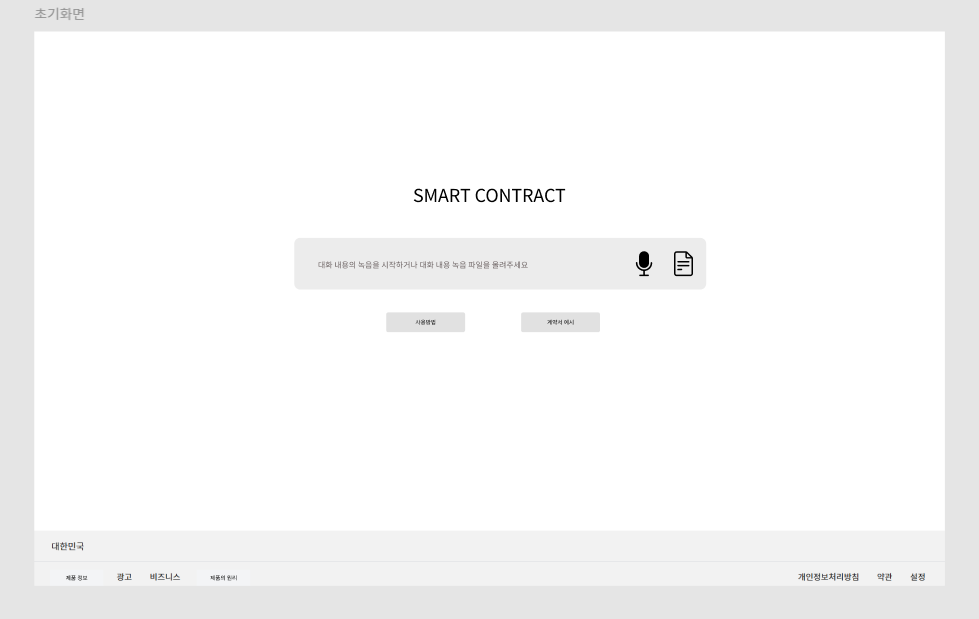 초기화면
SMART CONTRACT
대화 내용의 녹음을 시작하거나 대화 내용 녹음 파일을 올려주세요
사용방법 계약서 예시
대한민국
제품 정보 광고 비즈니스 제품의 원리 개인정보처리방침 약관 설정